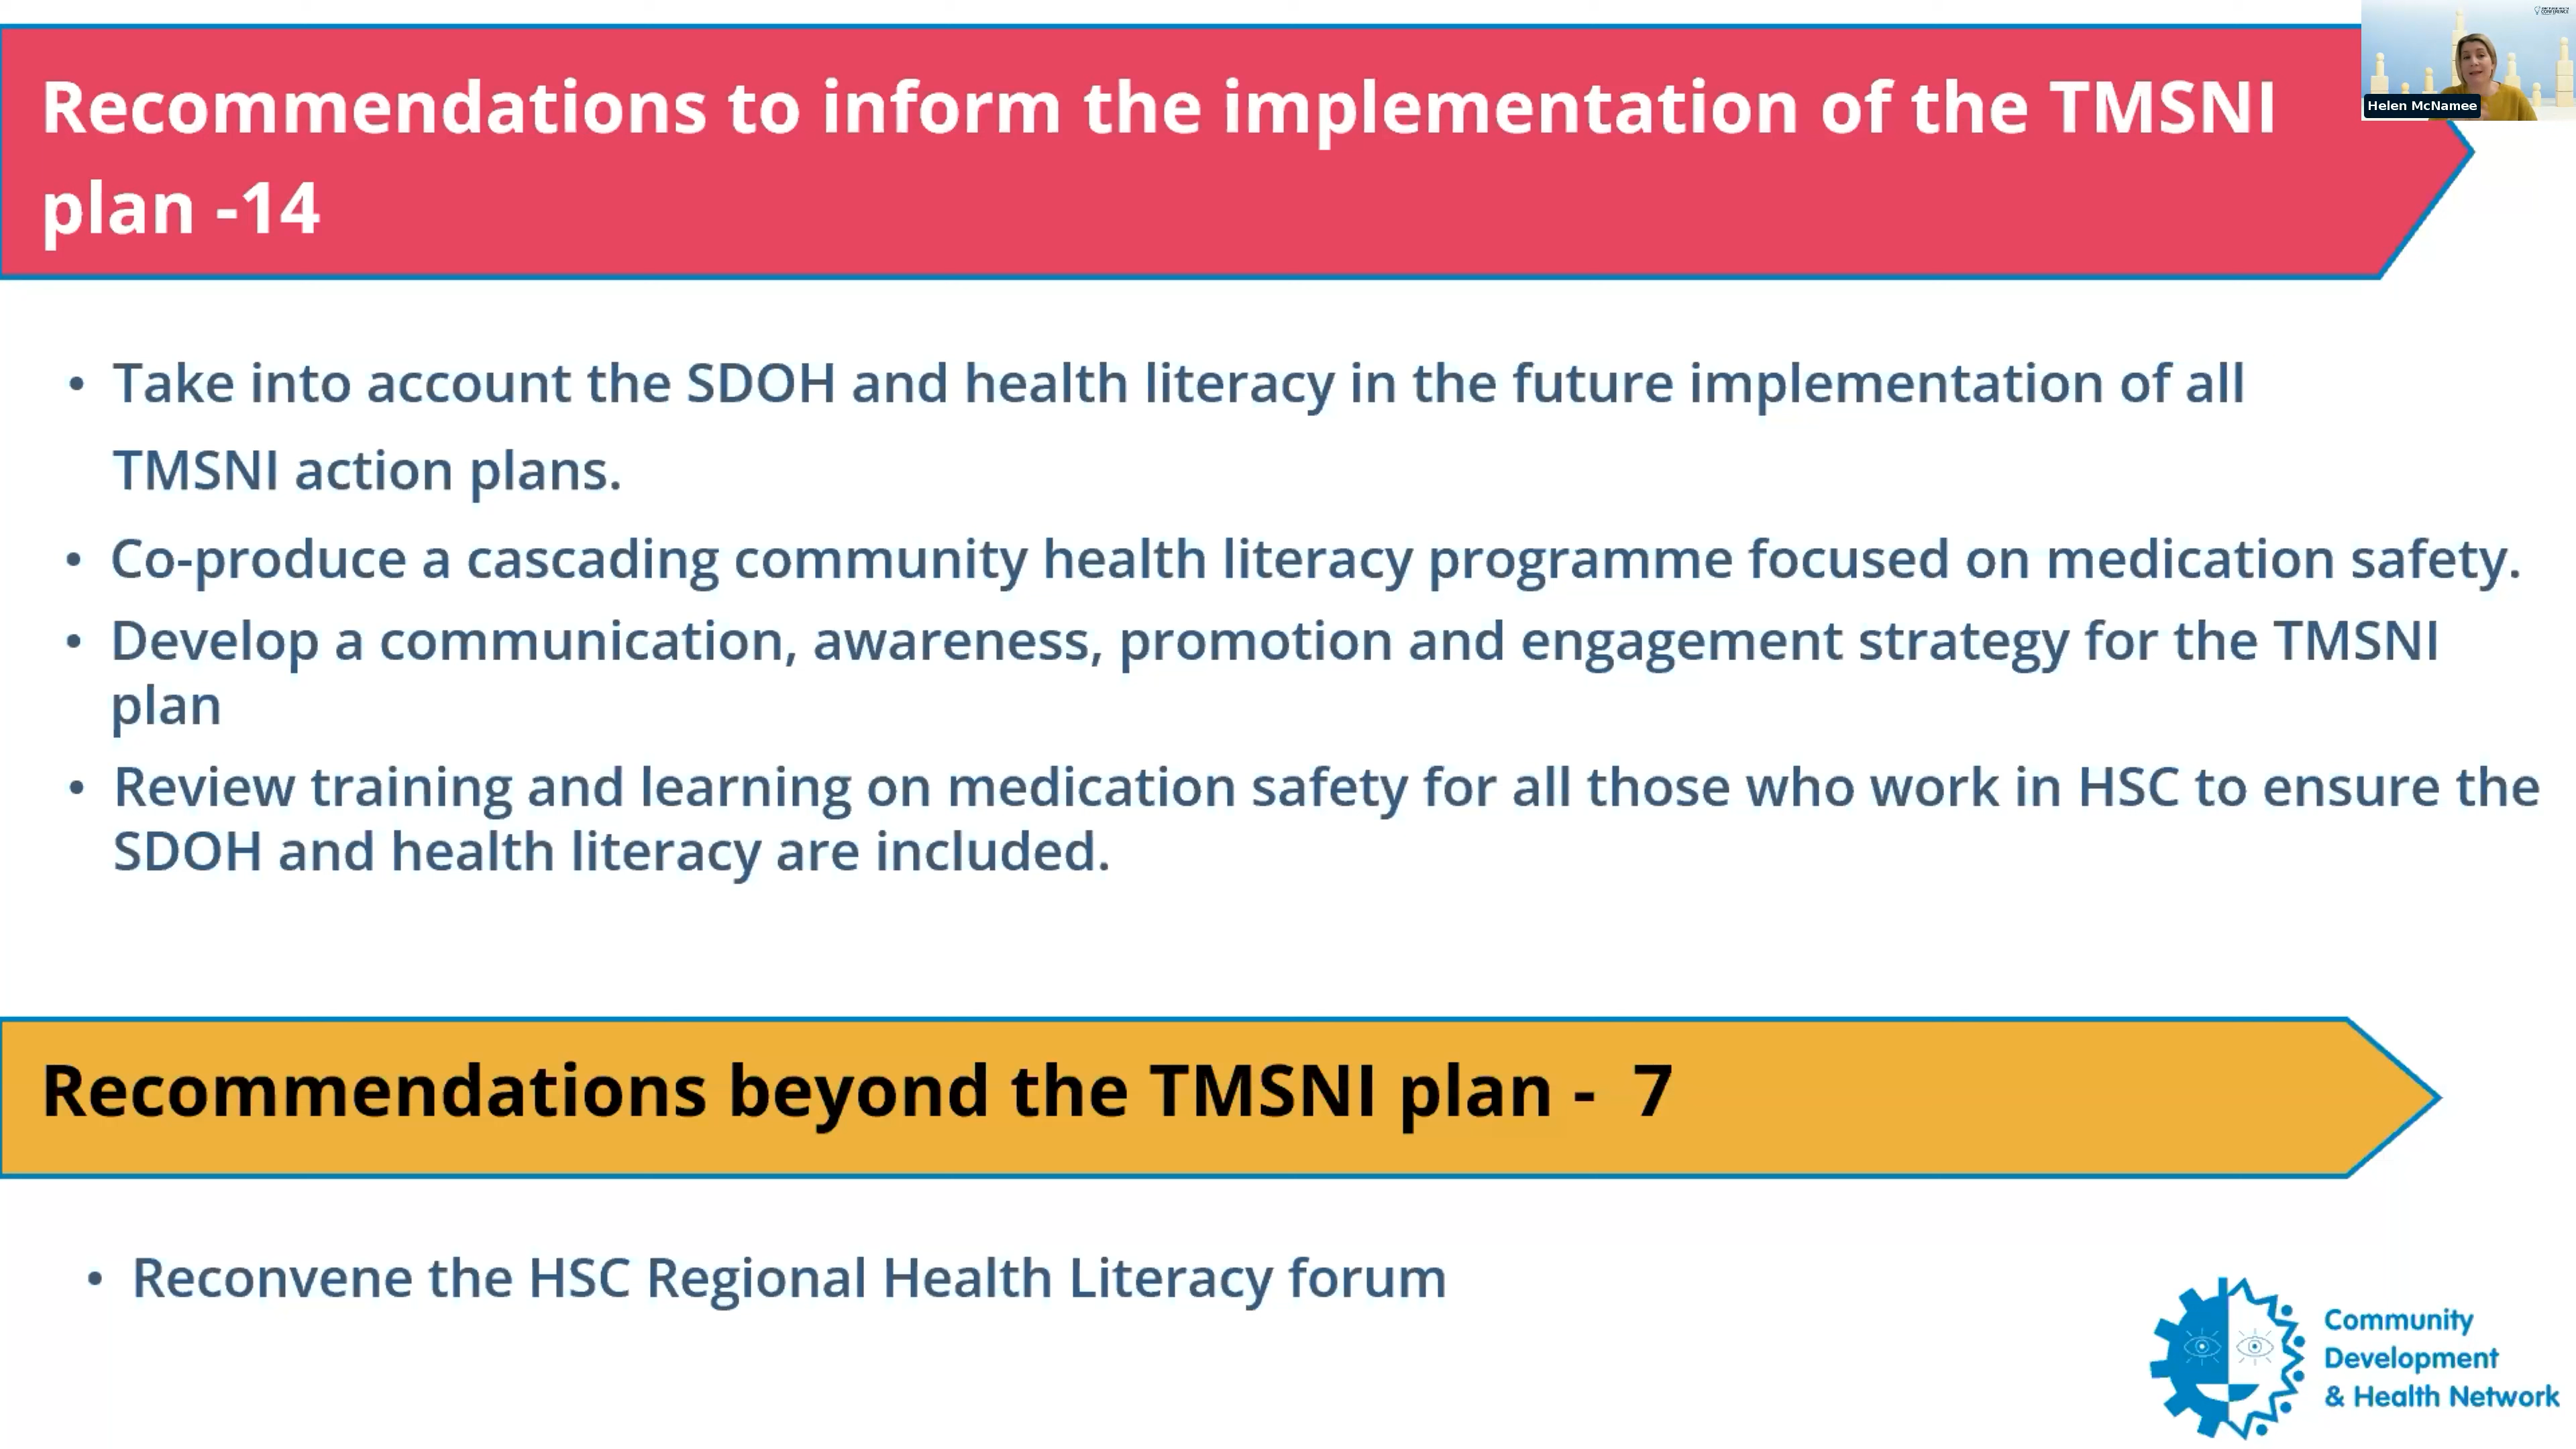 Recommendations to inform the implementation of the TMSNI
plan -14
Helen McNamee
• Take into account the SDOH and health literacy in the future implementation of all
TMSNI action plans.
• Co-produce a cascading community health literacy programme focused on medication safety.
• Develop a communication, awareness, promotion and engagement strategy for the TMSNI
plan
• Review training and learning on medication safety for all those who work in HSC to ensure the
SDOH and health literacy are included.
Recommendations beyond the TMSNI plan - 7
• Reconvene the HSC Regional Health Literacy forum
Community
Development
& Health Network